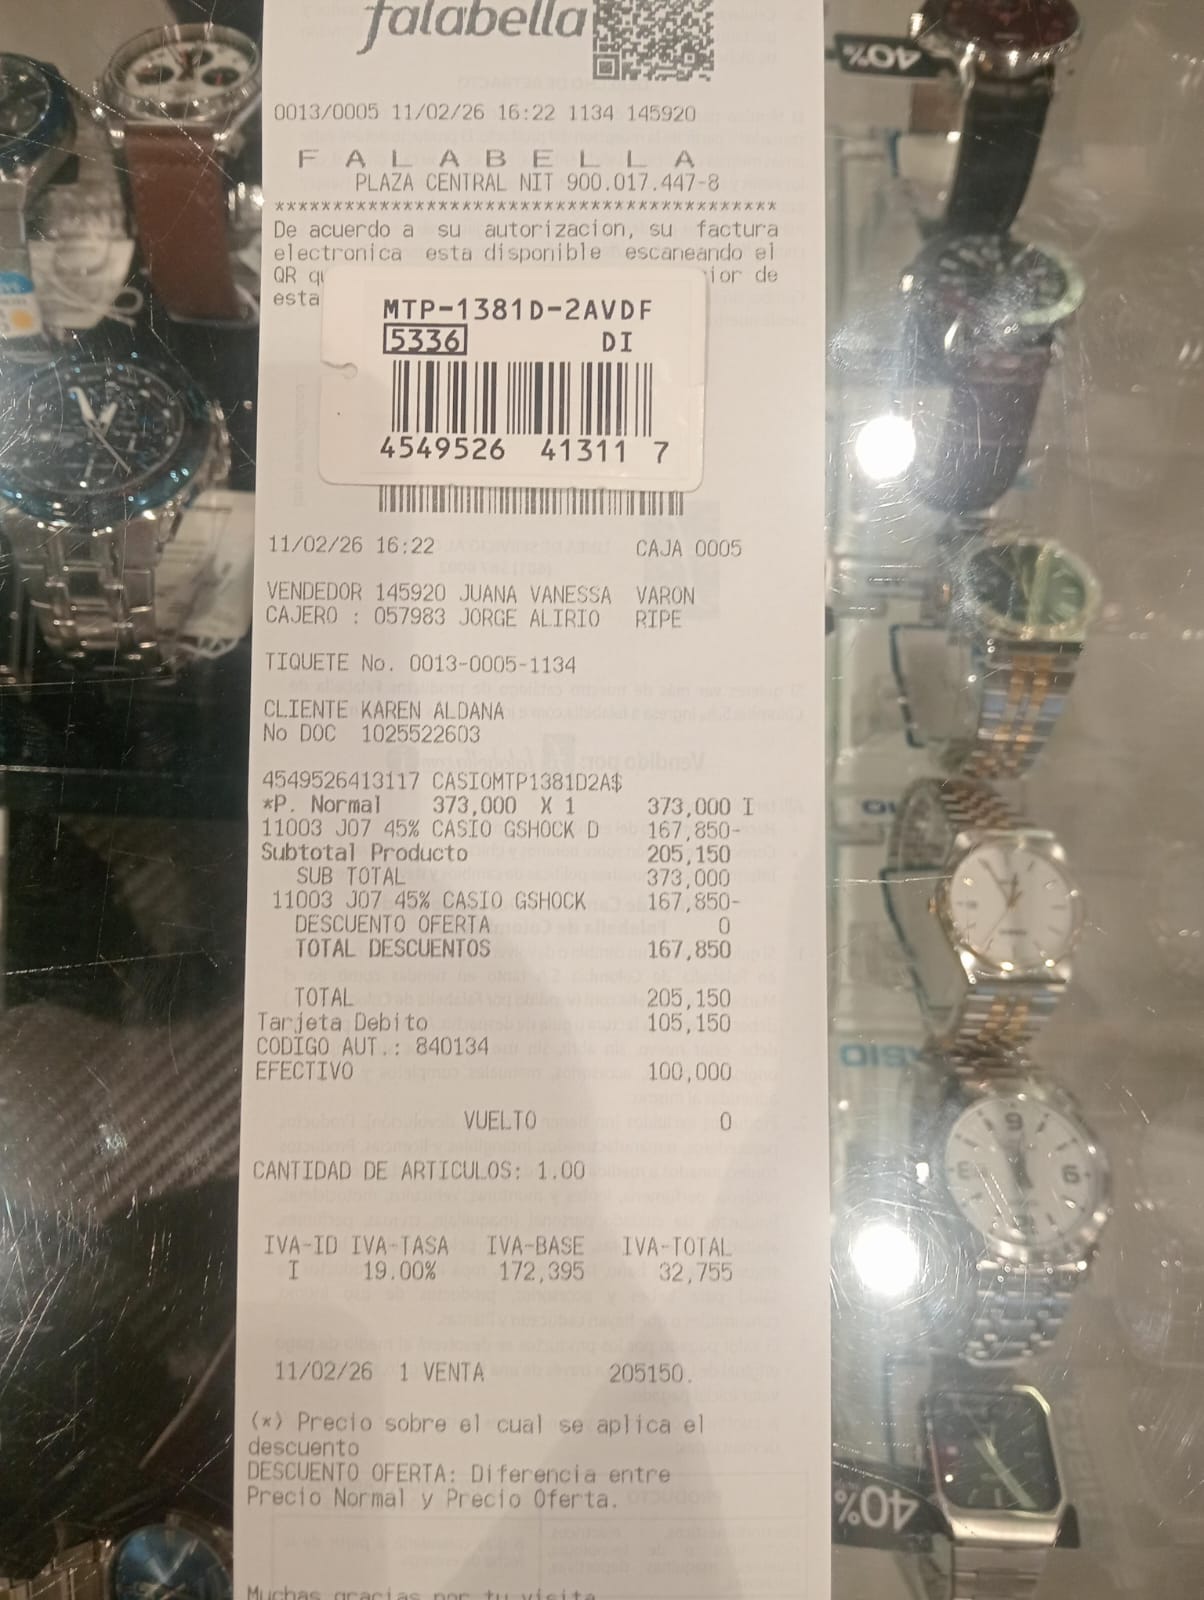 falabella
0013/0005 11/02/26 16:22 1134 145920
F A L A B E L L A
PLAZA CENTRAL NIT 900.017.447-8
*******************************************
De acuerdo a su autorizacion, su factura
electronica esta disponible escaneando el
QR ior de
esta
MTP-1381D-2AVDF
5336 DI
4549526 41311 7
11/02/26 16:22 CAJA 0005
VENDEDOR 145920 JUANA VANESSA VARON
CAJERO : 057983 JORGE ALIRIO RIPE
TIQUETE No. 0013-0005-1134
CLIENTE KAREN ALDANA
No DOC 1025522603
4549526413117 CASIOMTP1381D2A$
*P. Normal 373,000 X 1 373,000 I
11003 J07 45% CASIO GSHOCK D 167,850-
Subtotal Producto 205,150
SUB TOTAL 373,000
11003 J07 45% CASIO GSHOCK 167,850-
DESCUENTO OFERTA 0
TOTAL DESCUENTOS 167,850
TOTAL 205,150
Tarjeta Debito 105,150
CODIGO AUT.: 840134
EFECTIVO 100,000
VUELTO 0
CANTIDAD DE ARTICULOS: 1.00
IVA-ID IVA-TASA IVA-BASE IVA-TOTAL
I 19.00% 172,395 32,755
11/02/26 1 VENTA 205150.
(*) Precio sobre el cual se aplica el
descuento
DESCUENTO OFERTA: Diferencia entre
Precio Normal y Precio Oferta.
Muchas gracias por tu visita
40%
CASIO
40%